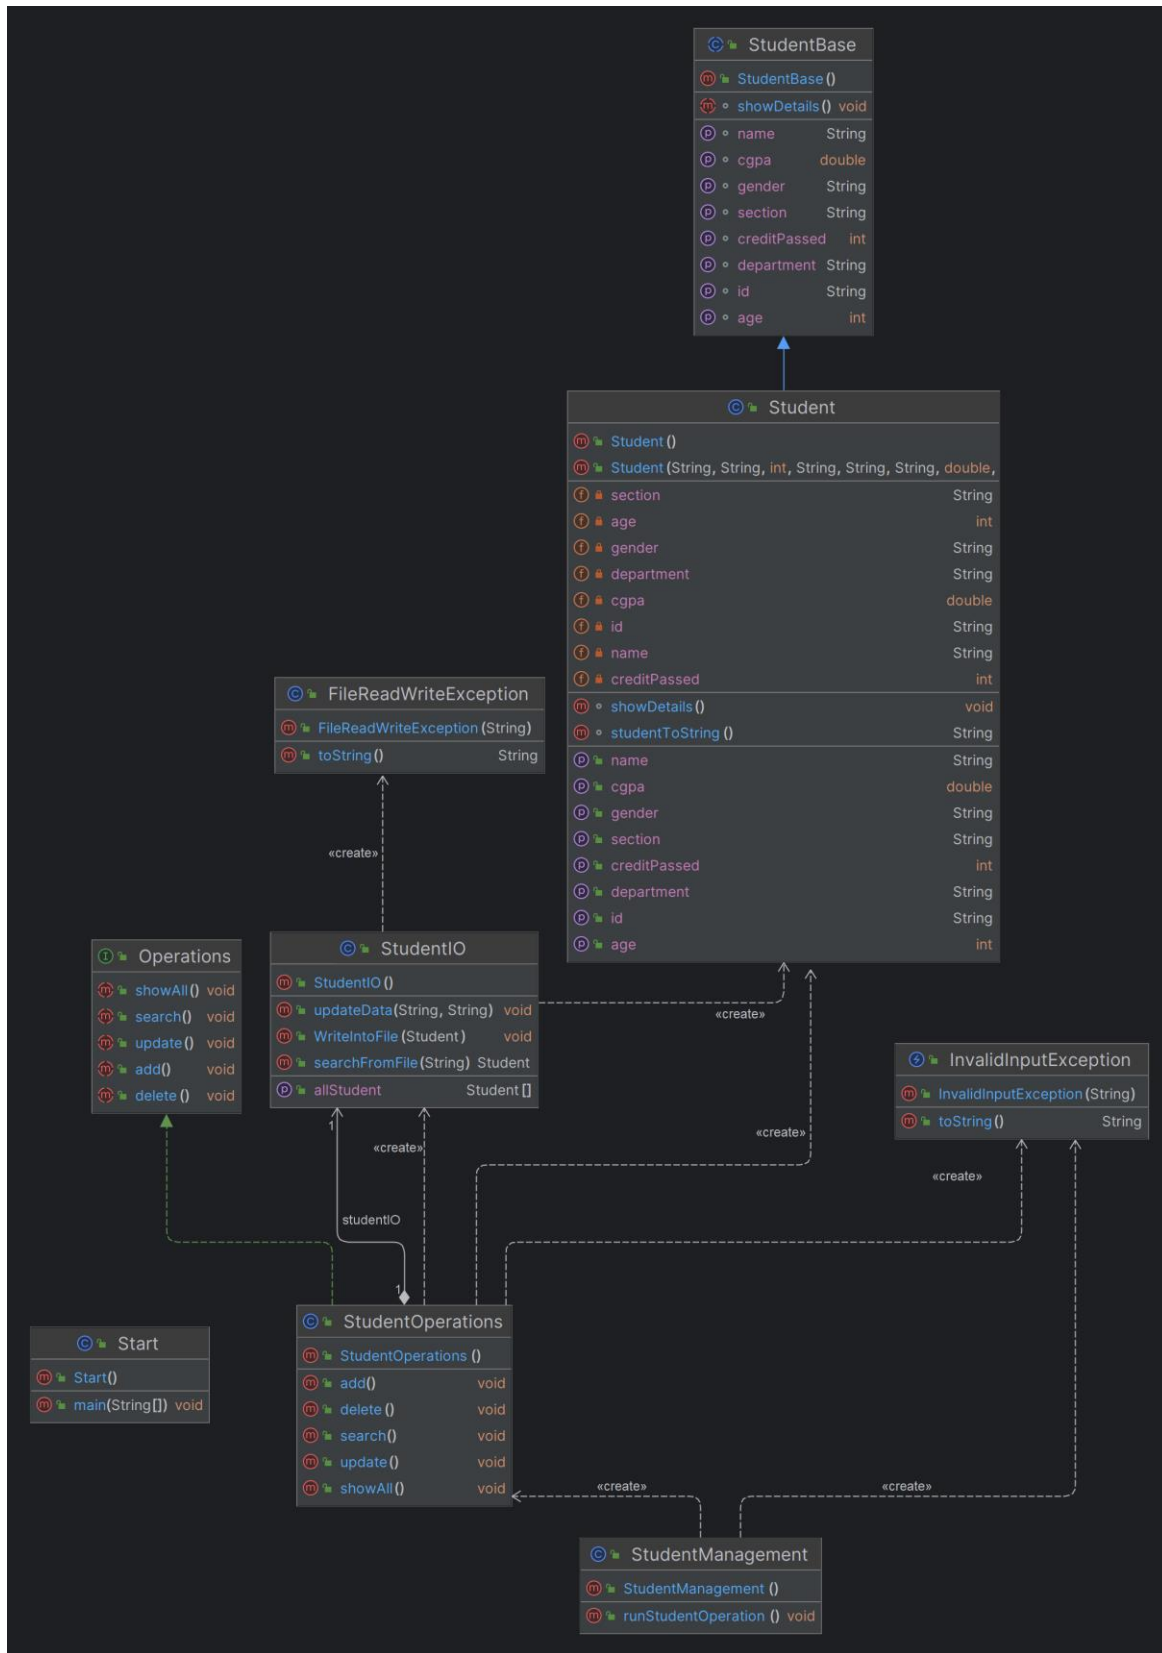 StudentBase
StudentBase()
showDetails() void
name String
cgpa double
gender String
section String
creditPassed int
department String
id String
age int
Student
Student()
Student(String, String, int, String, String, String, double,
section String
age int
gender String
department String
cgpa double
id String
name String
creditPassed int
showDetails() void
studentToString() String
name String
cgpa double
gender String
section String
creditPassed int
department String
id String
age int
FileReadWriteException
FileReadWriteException(String)
toString() String
«create»
Operations
showAll() void
search() void
update() void
add() void
delete() void
StudentIO
StudentIO()
updateData(String, String) void
WriteIntoFile(Student) void
searchFromFile(String) Student
allStudent Student[]
«create»
InvalidInputException
InvalidInputException(String)
toString() String
1
«create»
«create»
«create»
studentIO
1
StudentOperations
StudentOperations()
add() void
delete() void
search() void
update() void
showAll() void
Start
Start()
main(String[]) void
«create»
«create»
StudentManagement
StudentManagement()
runStudentOperation() void